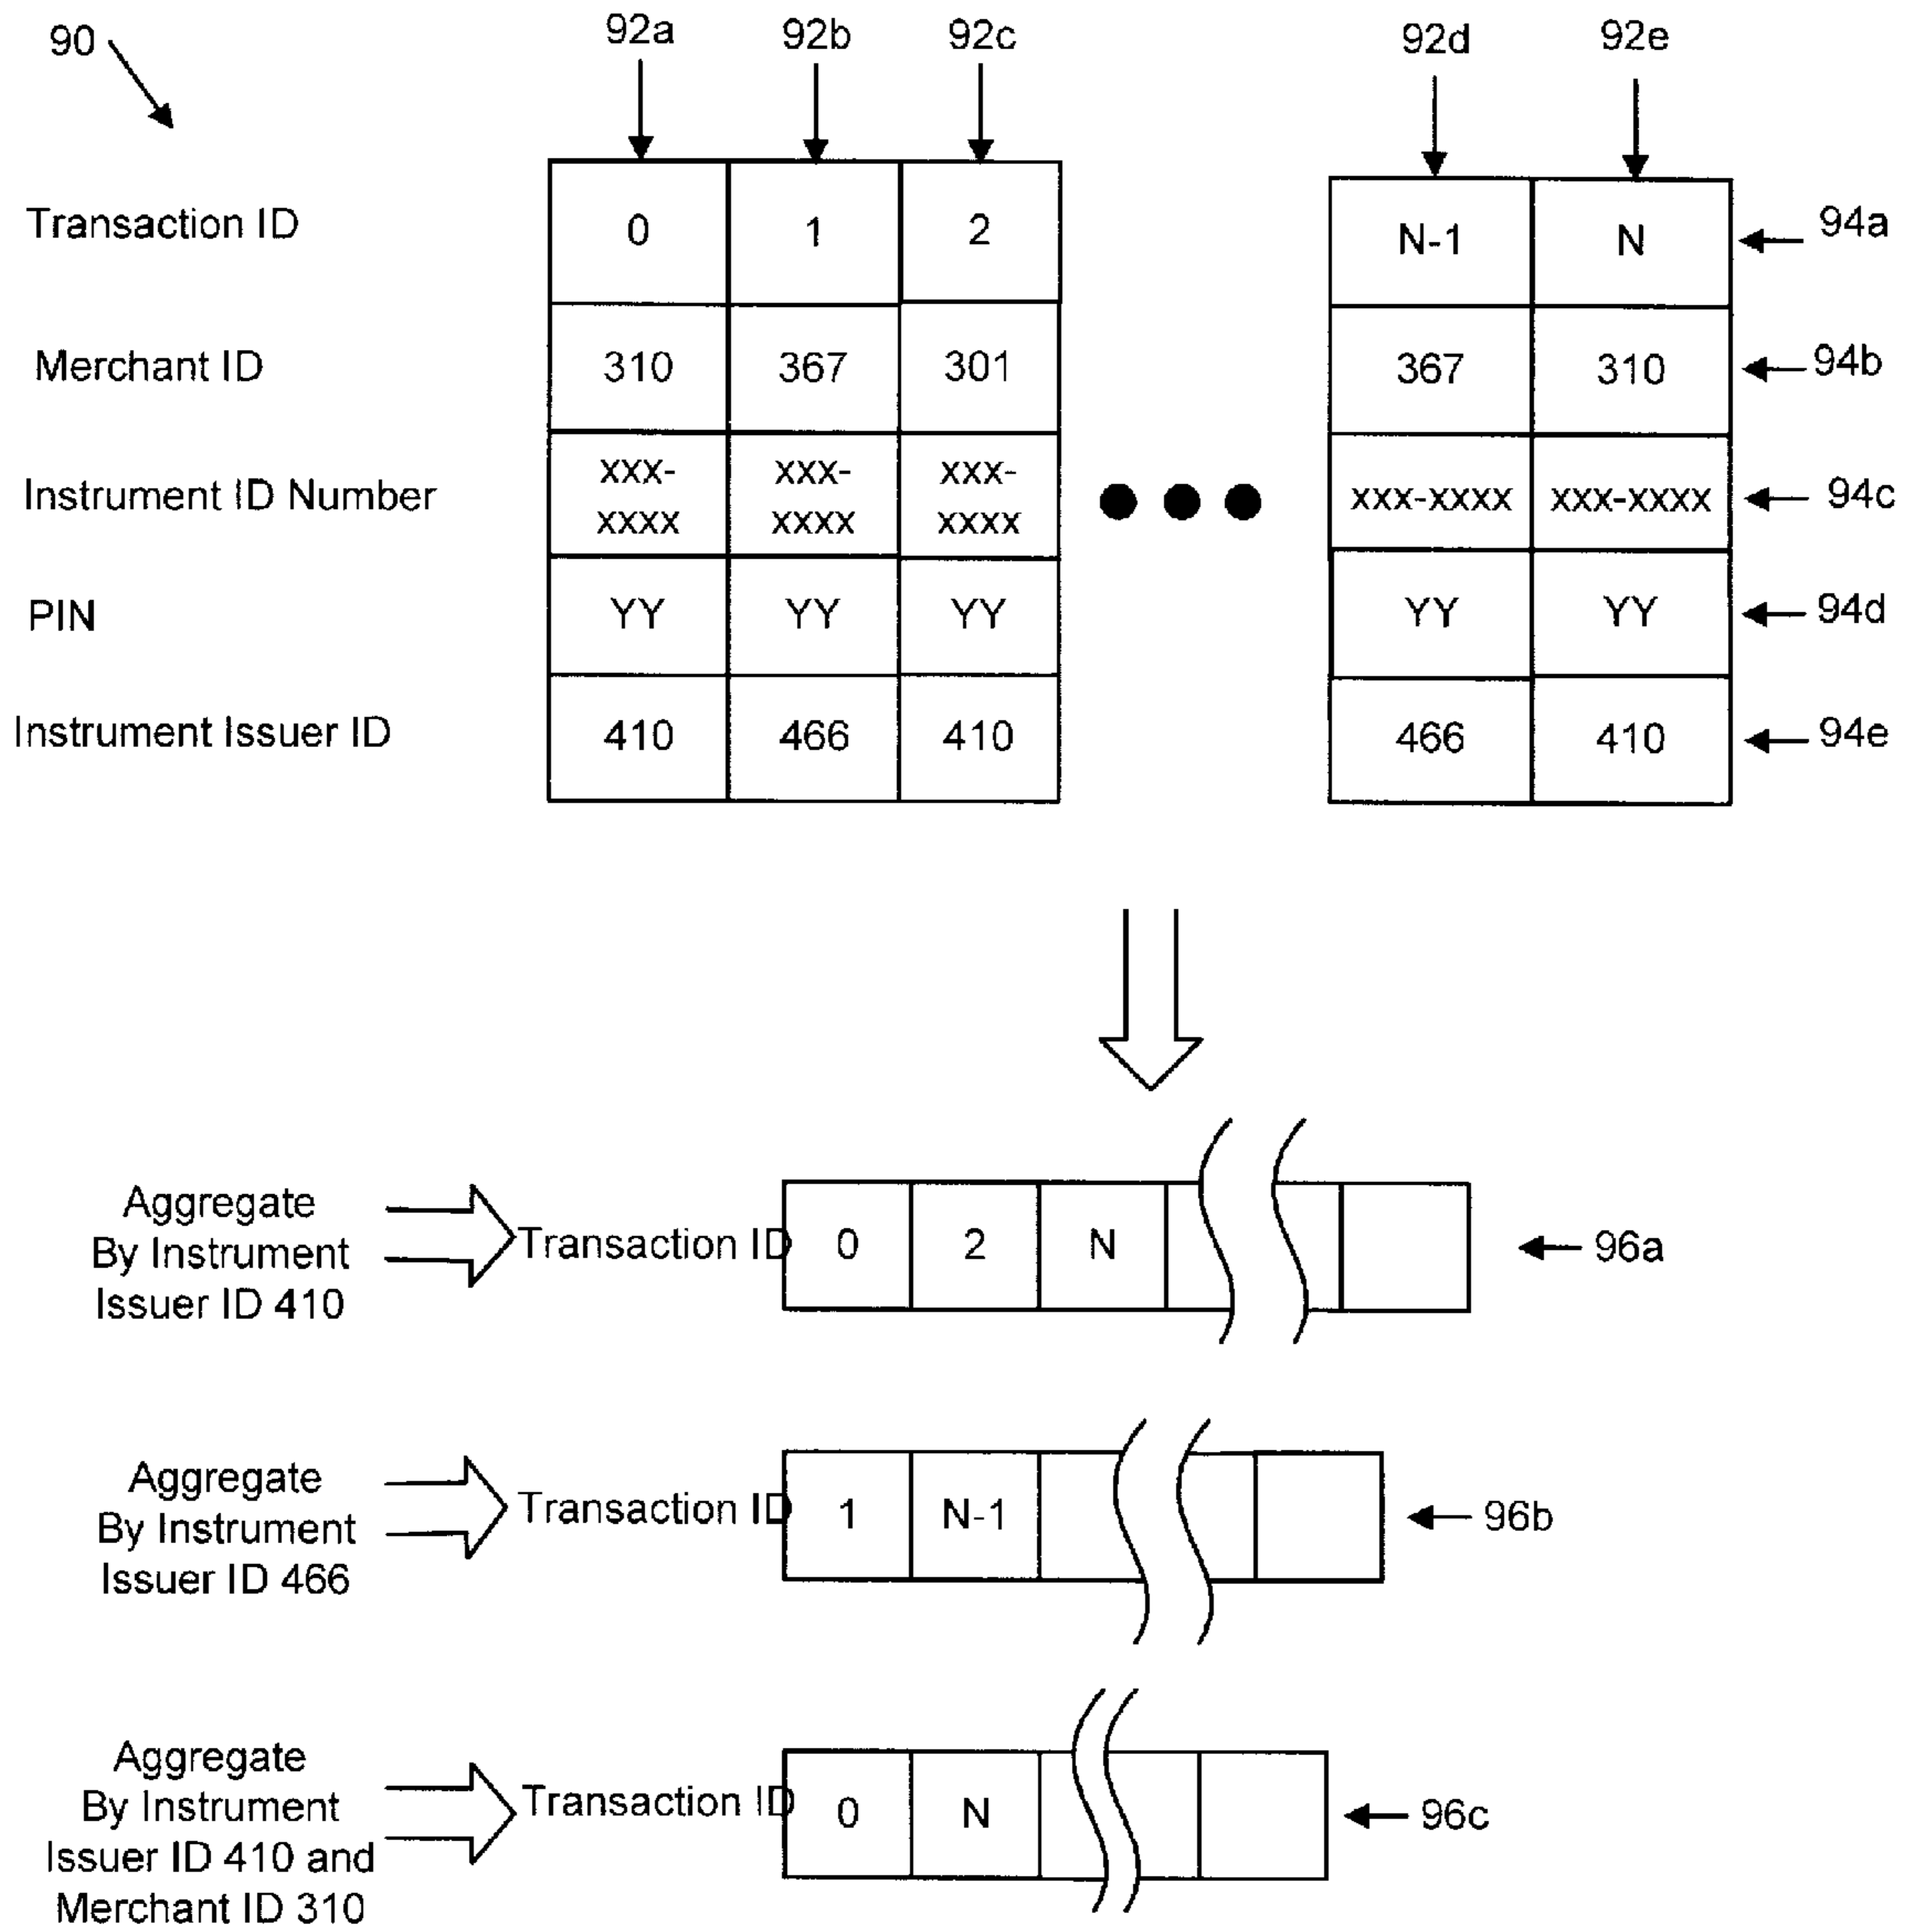 90
92a 92b 92c 92d 92e
Transaction ID 0 1 2 N-1 N 94a
Merchant ID 310 367 301 367 310 94b
Instrument ID Number xxx-xxxx xxx-xxxx xxx-xxxx xxx-xxxx xxx-xxxx 94c
PIN YY YY YY YY YY 94d
Instrument Issuer ID 410 466 410 466 410 94e
Aggregate
By Instrument
Issuer ID 410
Transaction ID 0 2 N 96a
Aggregate
By Instrument
Issuer ID 466
Transaction ID 1 N-1 96b
Aggregate
By Instrument
Issuer ID 410 and
Merchant ID 310
Transaction ID 0 N 96c